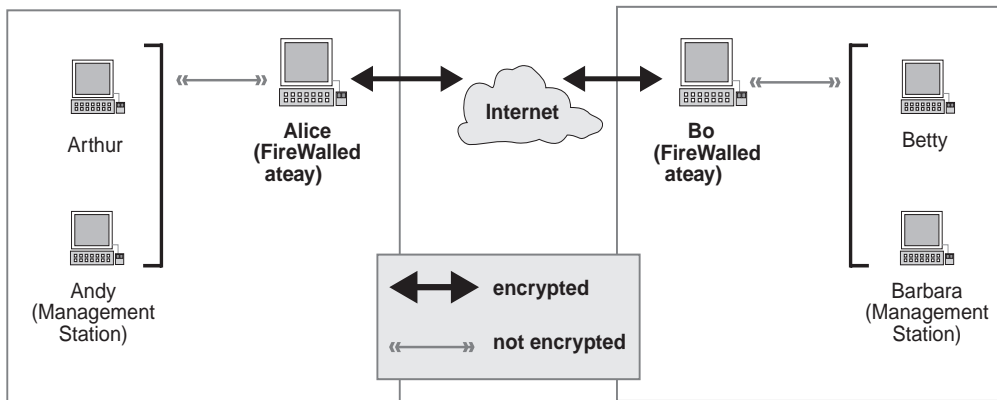 Arthur
Alice
(FireWalled
ateay)
Internet
Bo
(FireWalled
ateay)
Betty
Andy
(Management
Station)
encrypted
not encrypted
Barbara
(Management
Station)